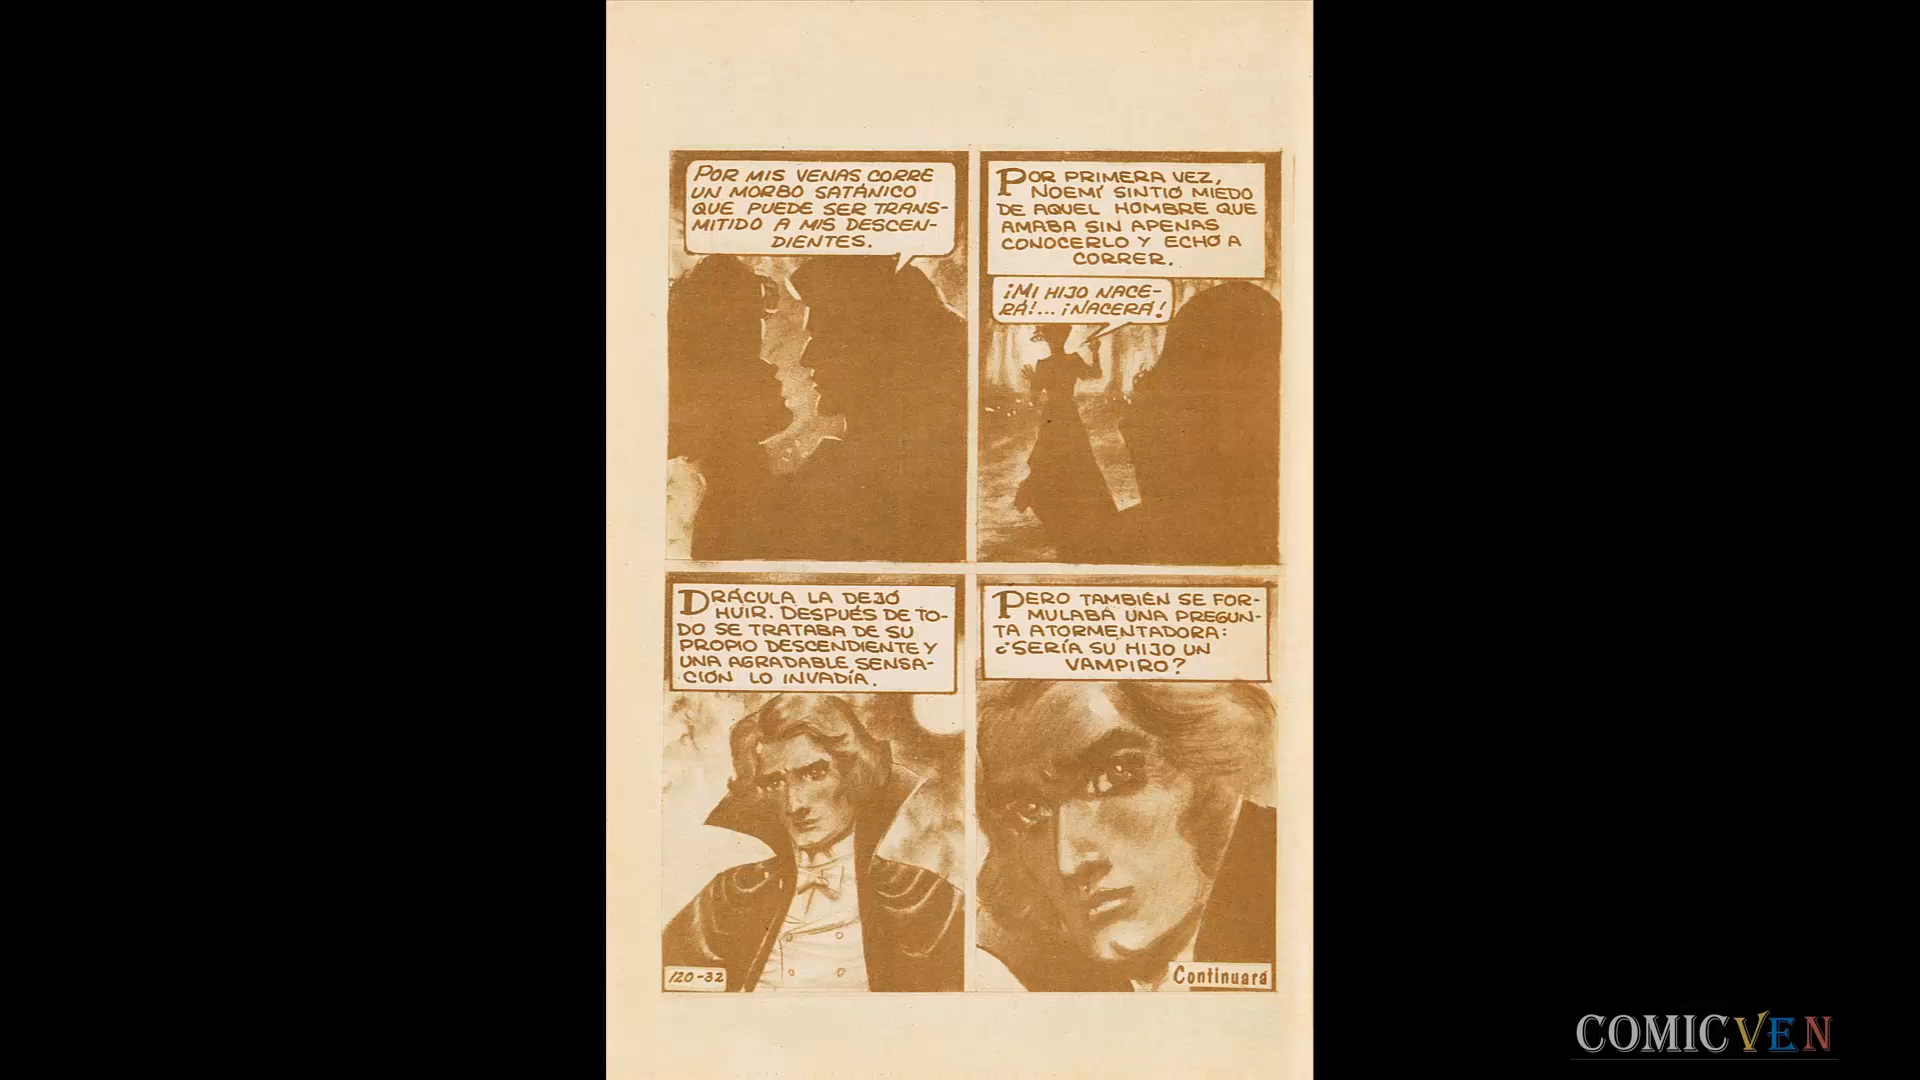 POR MIS VENAS CORRE
UN MORBO SATÁNICO
QUE PUEDE SER TRANS-
MITIDO A MIS DESCEN-
DIENTES.
POR PRIMERA VEZ,
NOEMÍ SINTIÓ MIEDO
DE AQUEL HOMBRE QUE
AMABA SIN APENAS
CONOCERLO Y ECHÓ A
CORRER.
¡MI HIJO NACE-
RÁ!... ¡NACERÁ!
DRÁCULA LA DEJÓ
HUIR. DESPUÉS DE TO-
DO SE TRATABA DE SU
PROPIO DESCENDIENTE Y
UNA AGRADABLE SENSA-
CIÓN LO INVADÍA.
PERO TAMBIÉN SE FOR-
MULABA UNA PREGUN-
TA ATORMENTADORA:
¿SERÍA SU HIJO UN
VAMPIRO?
120-32
Continuará
COMICVEN